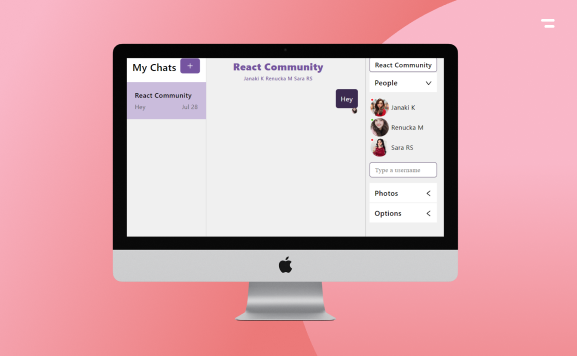 My Chats
+
React Community
Hey
Jul 28
React Community
Janaki K Renucka M Sara RS
Hey
React Community
People
Janaki K
Renucka M
Sara RS
Type a username
Photos
Options